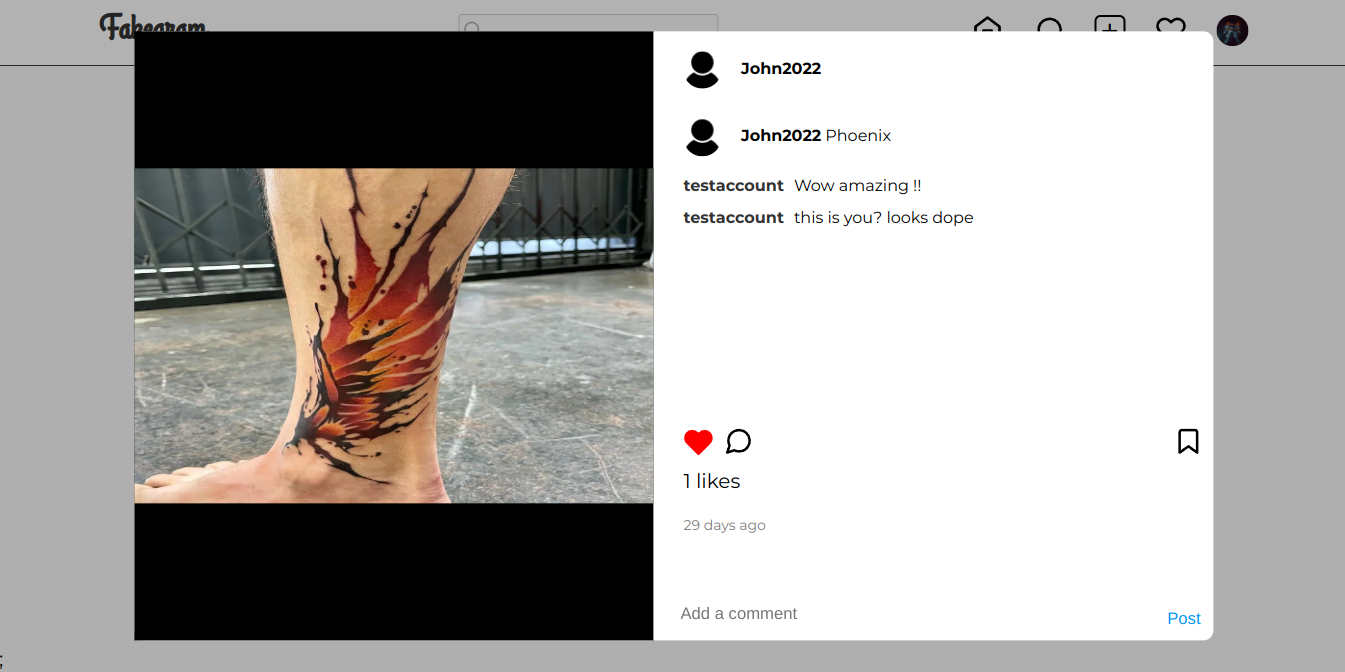 Fakegram
John2022
John2022 Phoenix
testaccount Wow amazing !!
testaccount this is you? looks dope
1 likes
29 days ago
Add a comment
Post
;